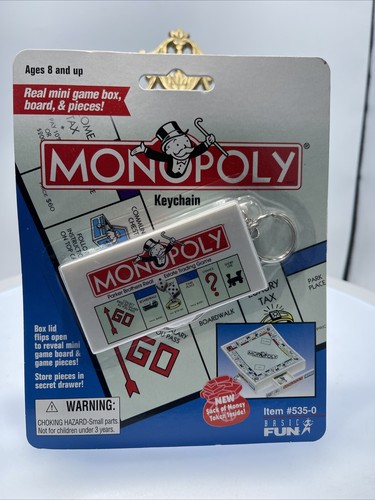 Ages 8 and up
Real mini game box,
board, & pieces!
MONOPOLY®
Keychain
MONOPOLY
Parker Brothers Real Estate Trading Game
GO
?
Box lid
flips open
to reveal mini
game board &
game pieces!
Store pieces in
secret drawer!
BOARDWALK
PARK
PLACE
LUXURY
TAX
GO
MONOPOLY
NEW
Sack of Money
Token Inside!
Item #535-0
BASIC
FUN
⚠ WARNING:
CHOKING HAZARD-Small parts.
Not for children under 3 years.